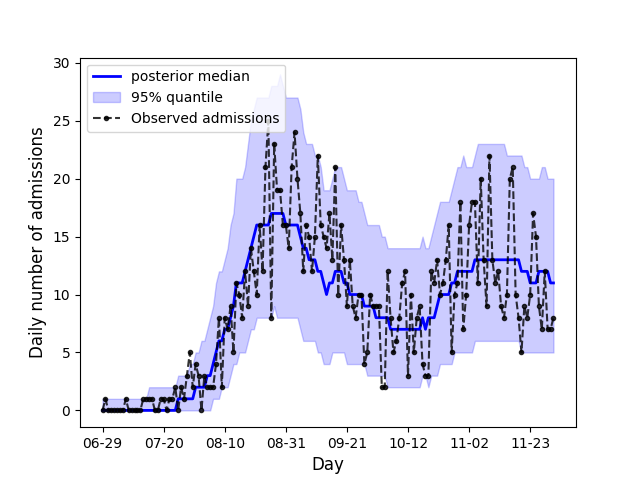 30
25
20
15
10
5
0
Daily number of admissions
posterior median
95% quantile
Observed admissions
06-29 07-20 08-10 08-31 09-21 10-12 11-02 11-23
Day